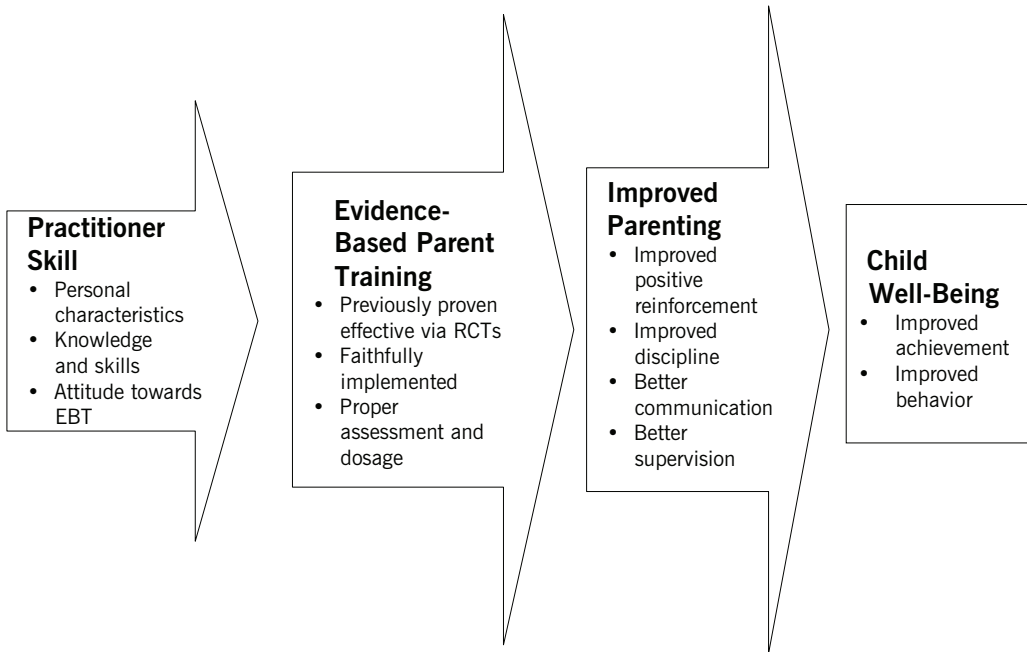 Practitioner
Skill
• Personal
characteristics
• Knowledge
and skills
• Attitude towards
EBT
Evidence-
Based Parent
Training
• Previously proven
effective via RCTs
• Faithfully
implemented
• Proper
assessment and
dosage
Improved
Parenting
• Improved
positive
reinforcement
• Improved
discipline
• Better
communication
• Better
supervision
Child
Well-Being
• Improved
achievement
• Improved
behavior